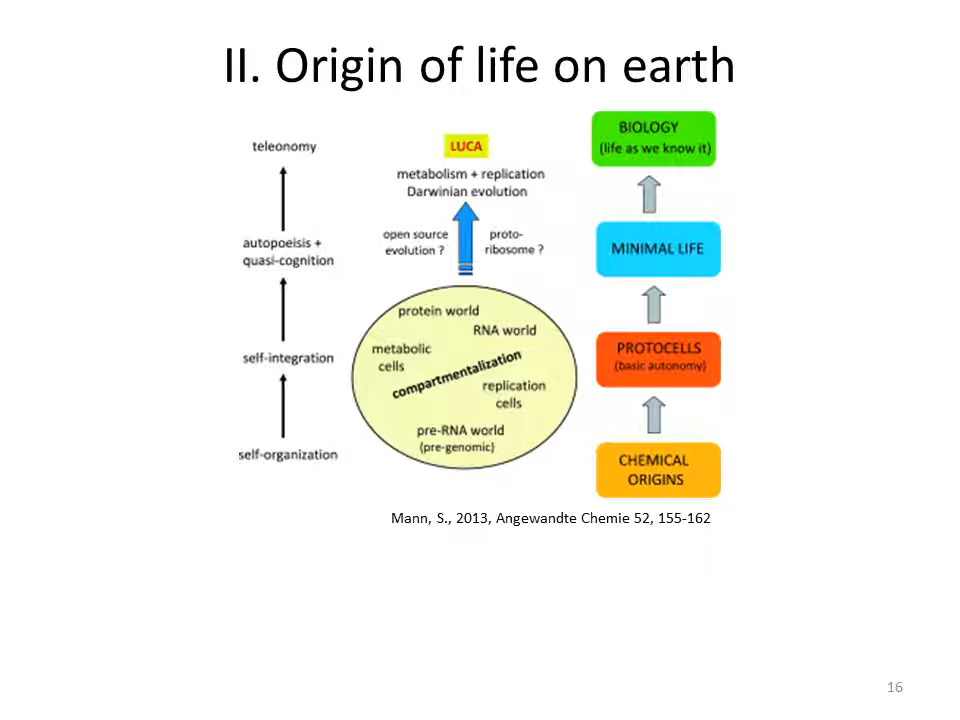 II. Origin of life on earth
teleonomy
autopoeisis +
quasi-cognition
self-integration
self-organization
LUCA
metabolism + replication
Darwinian evolution
open source
evolution ?
proto-
ribosome ?
protein world
RNA world
metabolic
cells
compartmentalization
replication
cells
pre-RNA world
(pre-genomic)
BIOLOGY
(life as we know it)
MINIMAL LIFE
PROTOCELLS
(basic autonomy)
CHEMICAL
ORIGINS
Mann, S., 2013, Angewandte Chemie 52, 155-162
16